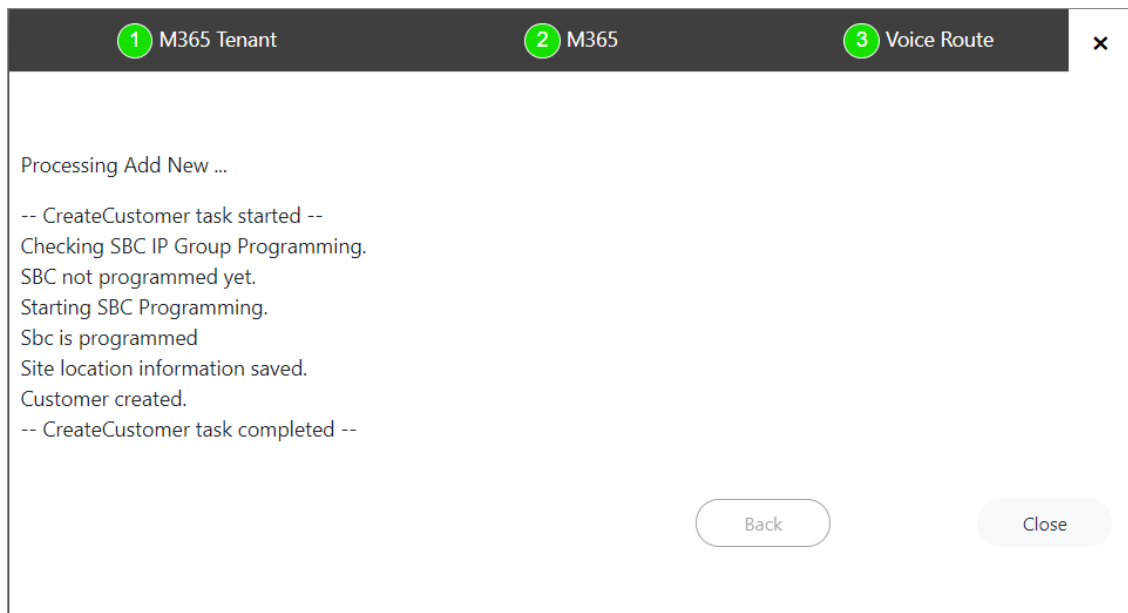 1 M365 Tenant 2 M365 3 Voice Route ×
Processing Add New ...
-- CreateCustomer task started --
Checking SBC IP Group Programming.
SBC not programmed yet.
Starting SBC Programming.
Sbc is programmed
Site location information saved.
Customer created.
-- CreateCustomer task completed --
Back Close